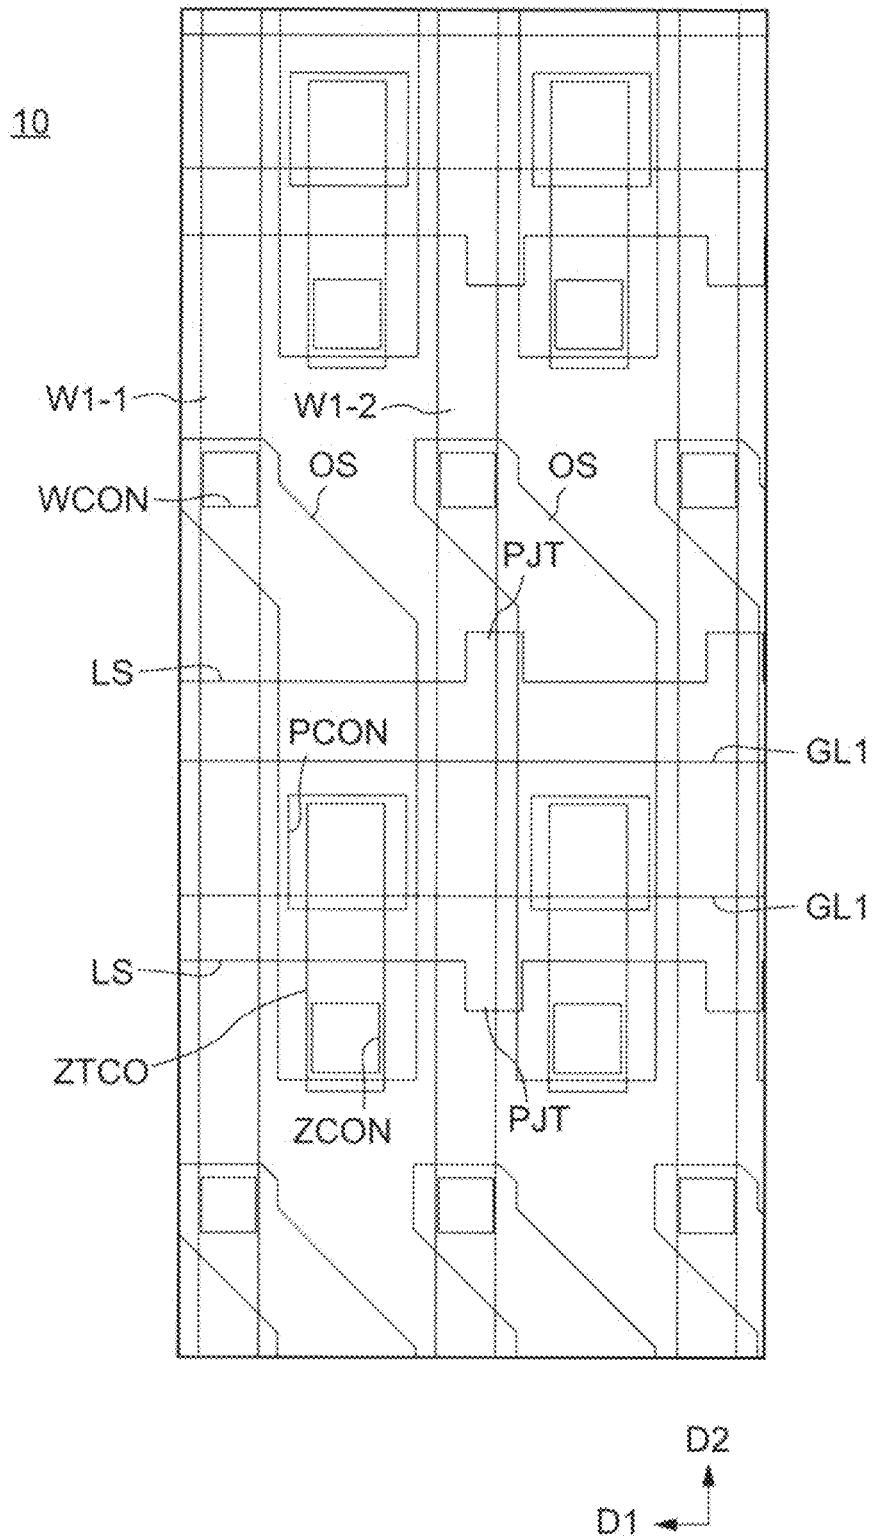 10
W1-1
W1-2
OS
OS
WCON
PJT
LS
PCON
GL1
GL1
LS
ZTCO
ZCON
PJT
D2
D1